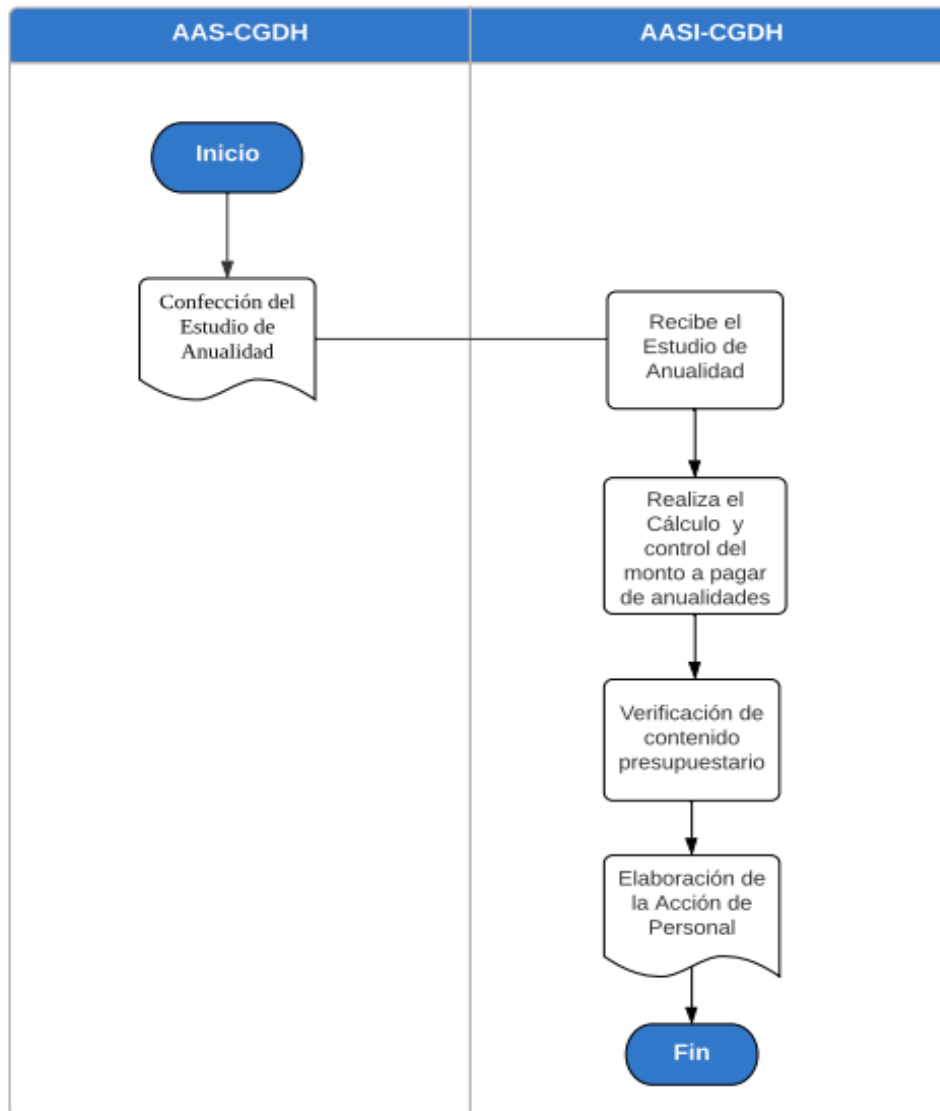 AAS-CGDH
AASI-CGDH
Inicio
Confección del
Estudio de
Anualidad
Recibe el
Estudio de
Anualidad
Realiza el
Cálculo y
control del
monto a pagar
de anualidades
Verificación de
contenido
presupuestario
Elaboración de
la Acción de
Personal
Fin